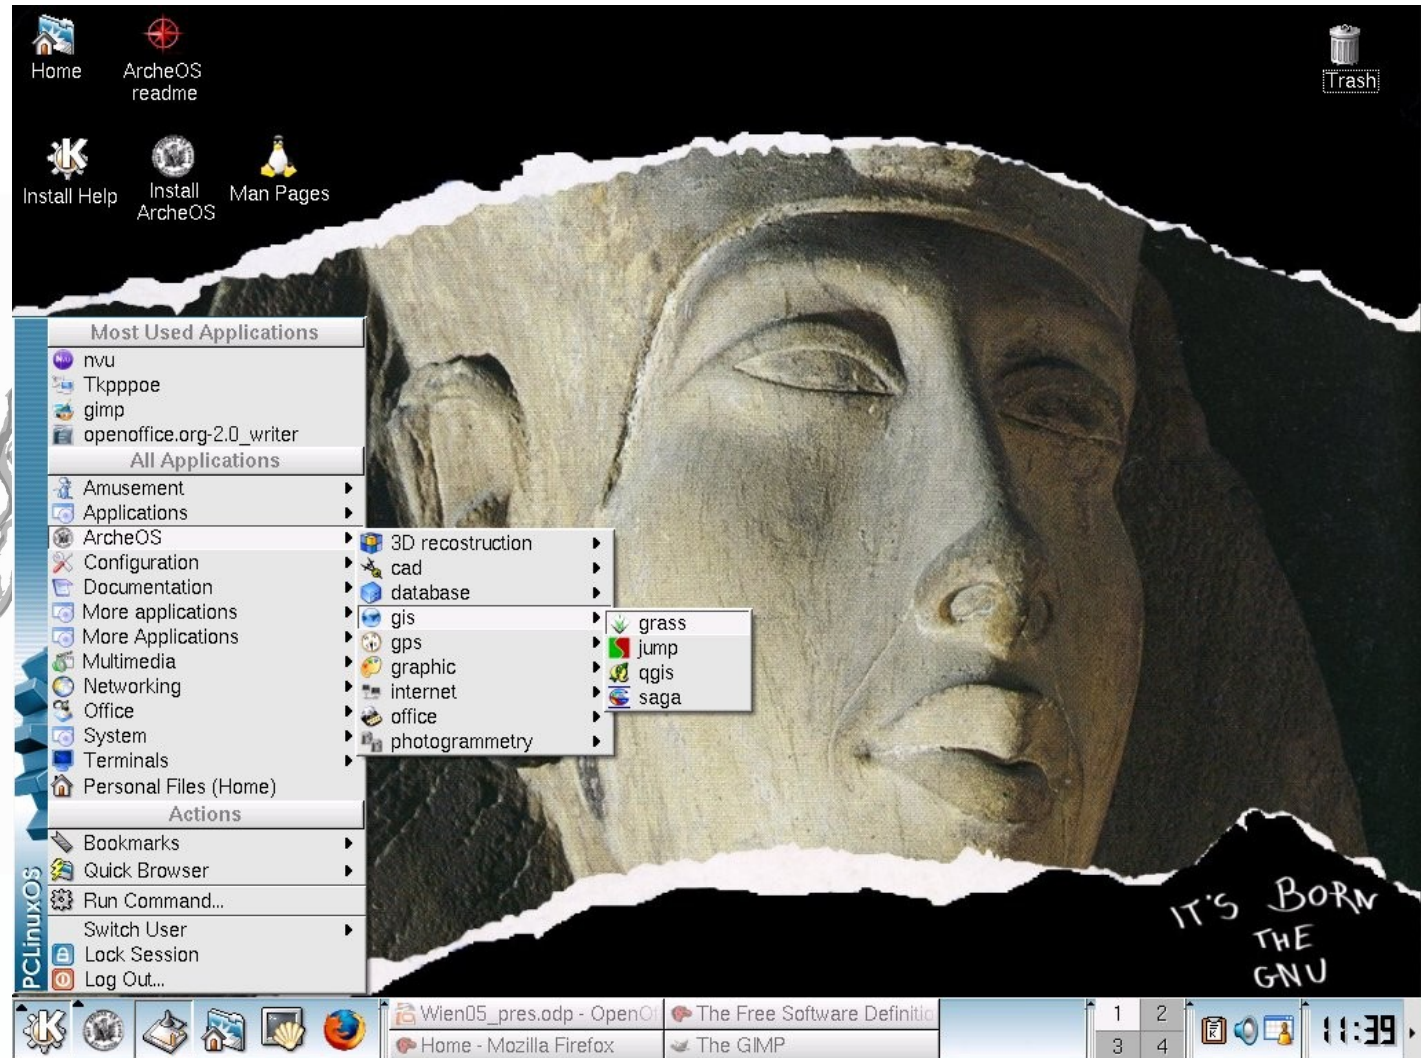 Home
ArcheOS
readme
Trash
Install Help
Install
ArcheOS
Man Pages
Most Used Applications
nvu
Tkpppoe
gimp
openoffice.org-2.0_writer
All Applications
Amusement
Applications
ArcheOS
Configuration
Documentation
More applications
More Applications
Multimedia
Networking
Office
System
Terminals
Personal Files (Home)
Actions
Bookmarks
Quick Browser
Run Command...
Switch User
Lock Session
Log Out...
PCLinuxOS
3D recostruction
cad
database
gis
gps
graphic
internet
office
photogrammetry
grass
jump
qgis
saga
IT'S BORN
THE
GNU
Wien05_pres.odp - OpenOf
The Free Software Definitio
Home - Mozilla Firefox
The GIMP
1 2
3 4
11:39